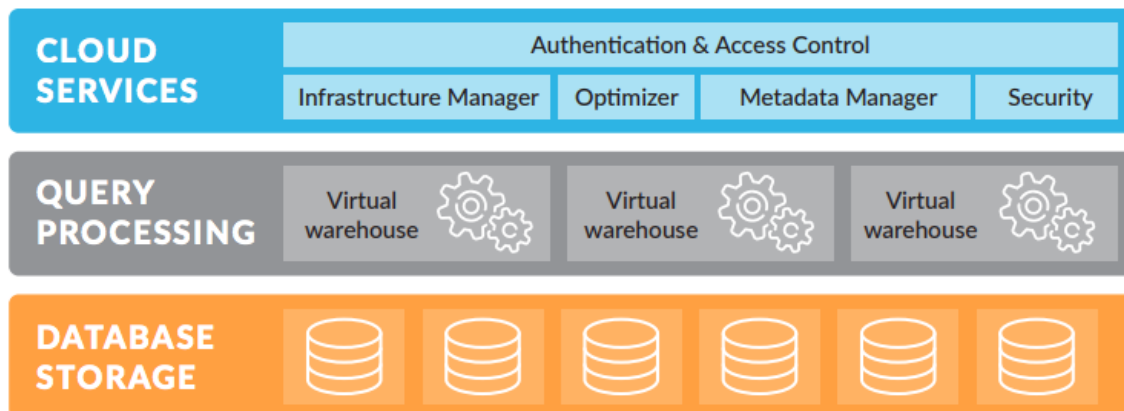 CLOUD
SERVICES
Authentication & Access Control
Infrastructure Manager
Optimizer
Metadata Manager
Security
QUERY
PROCESSING
Virtual
warehouse
Virtual
warehouse
Virtual
warehouse
DATABASE
STORAGE